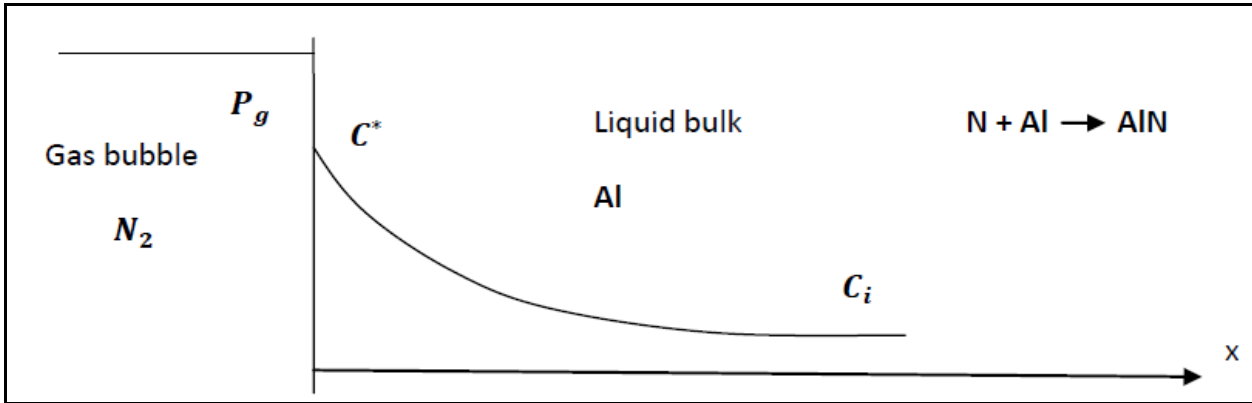 P_g
C*
Liquid bulk
N + Al → AlN
Gas bubble
Al
N_2
C_i
x